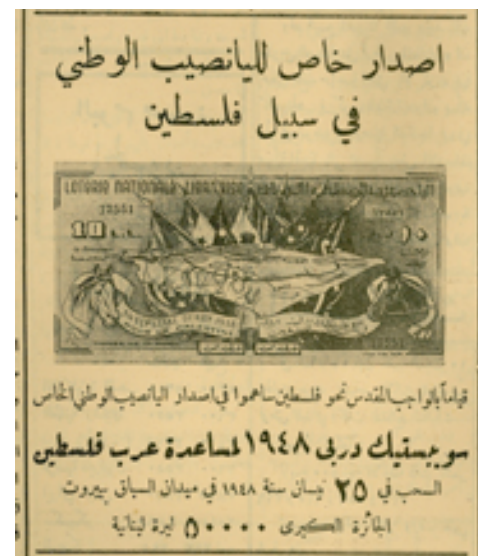 اصدار خاص لليانصيب الوطني
في سبيل فلسطين
LOTERIE NATIONALE LIBANAISE
10
١٠
قياماً بالواجب المقدس نحو فلسطين ساهموا في اصدار اليانصيب الوطني الخاص
سويبستيك دربي ١٩٤٨ لمساعدة عرب فلسطين
السحب في ٢٥ نيسان سنة ١٩٤٨ في ميدان السباق بيروت
الجائزة الكبرى ٥٠٠٠٠ ليرة لبنانية